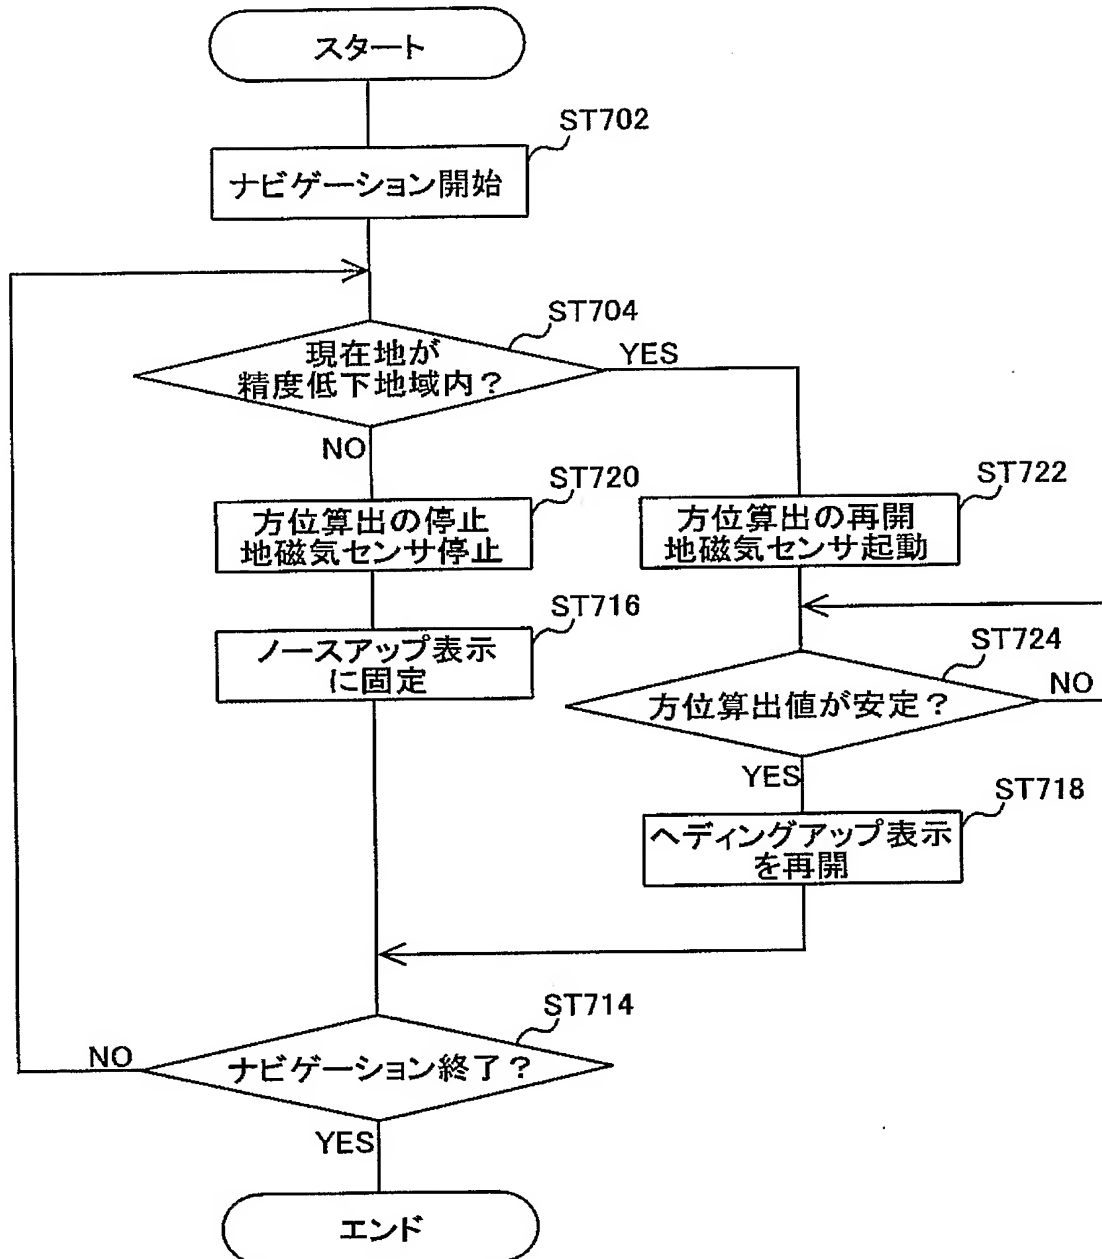 スタート
ST702
ナビゲーション開始
ST704
現在地が
精度低下地域内？
YES
NO
ST720
方位算出の停止
地磁気センサ停止
ST722
方位算出の再開
地磁気センサ起動
ST716
ノースアップ表示
に固定
ST724
方位算出値が安定？
NO
YES
ST718
ヘディングアップ表示
を再開
ST714
ナビゲーション終了？
NO
YES
エンド